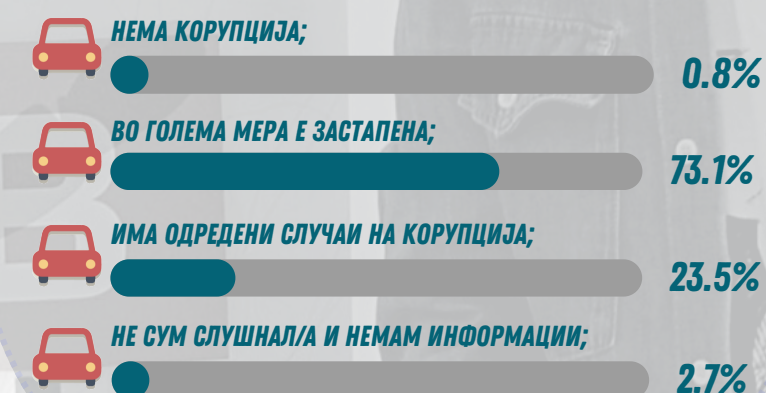 НЕМА КОРУПЦИЈА;
0.8%
ВО ГОЛЕМА МЕРА Е ЗАСТАПЕНА;
73.1%
ИМА ОДРЕДЕНИ СЛУЧАИ НА КОРУПЦИЈА;
23.5%
НЕ СУМ СЛУШНАЛ/А И НЕМАМ ИНФОРМАЦИИ;
2.7%